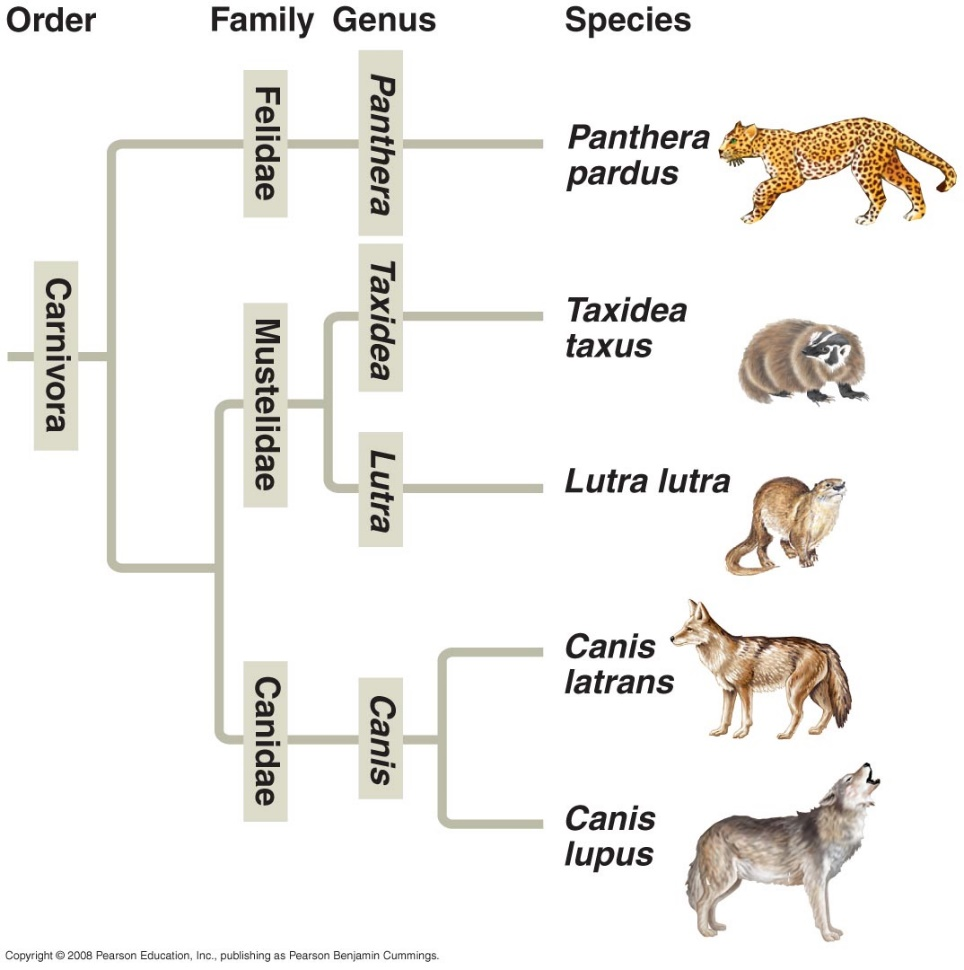 Order Family Genus Species
Felidae
Panthera
Panthera
pardus
Carnivora
Mustelidae
Taxidea
Taxidea
taxus
Lutra
Lutra lutra
Canidae
Canis
Canis
latrans
Canis
lupus
Copyright © 2008 Pearson Education, Inc., publishing as Pearson Benjamin Cummings.